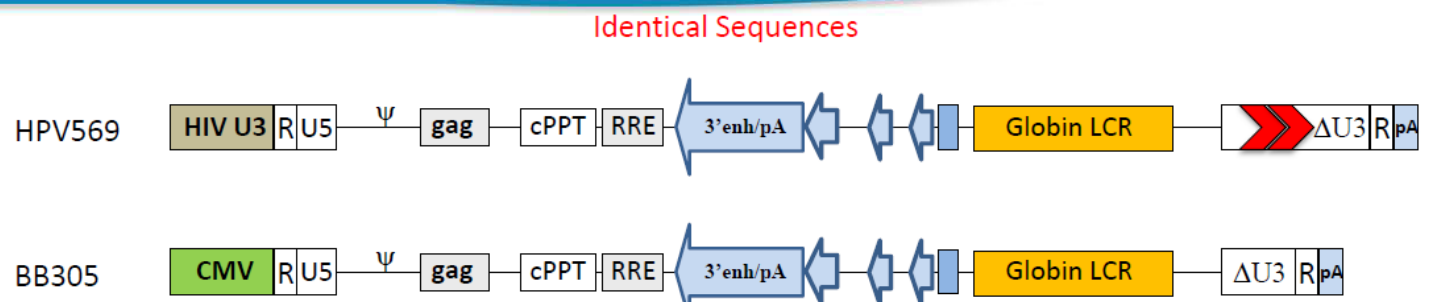 Identical Sequences
HPV569 HIV U3 R U5 ψ gag cPPT RRE 3'enh/pA Globin LCR ΔU3 R pA
BB305 CMV R U5 ψ gag cPPT RRE 3'enh/pA Globin LCR ΔU3 R pA